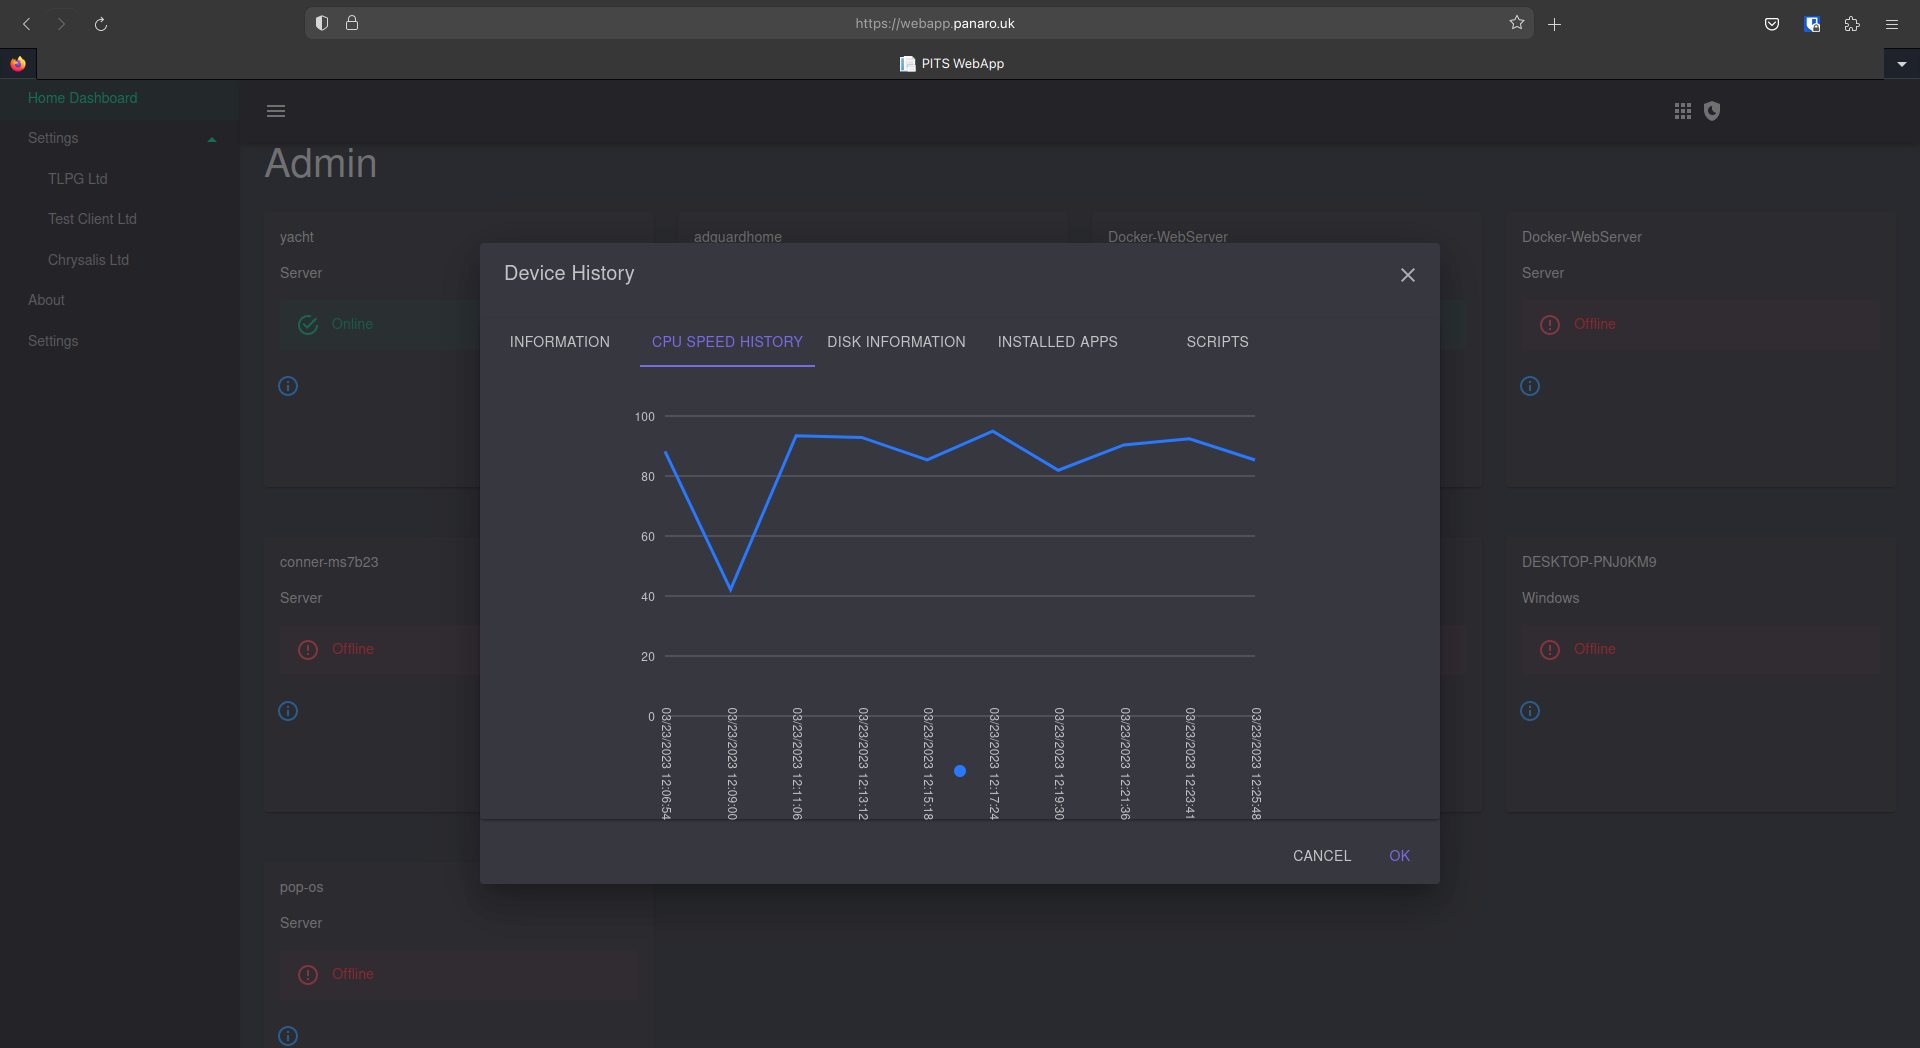 https://webapp.panaro.uk
PITS WebApp
Home Dashboard
Settings
TLPG Ltd
Test Client Ltd
Chrysalis Ltd
About
Settings
Admin
yacht
Server
Online
adguardhome
Docker-WebServer
Docker-WebServer
Server
Offline
Device History
INFORMATION
CPU SPEED HISTORY
DISK INFORMATION
INSTALLED APPS
SCRIPTS
100
80
60
40
20
0
03/23/2023 12:06:54
03/23/2023 12:09:00
03/23/2023 12:11:06
03/23/2023 12:13:12
03/23/2023 12:15:18
03/23/2023 12:17:24
03/23/2023 12:19:30
03/23/2023 12:21:36
03/23/2023 12:23:41
03/23/2023 12:25:48
CANCEL
OK
conner-ms7b23
Server
Offline
DESKTOP-PNJ0KM9
Windows
Offline
pop-os
Server
Offline